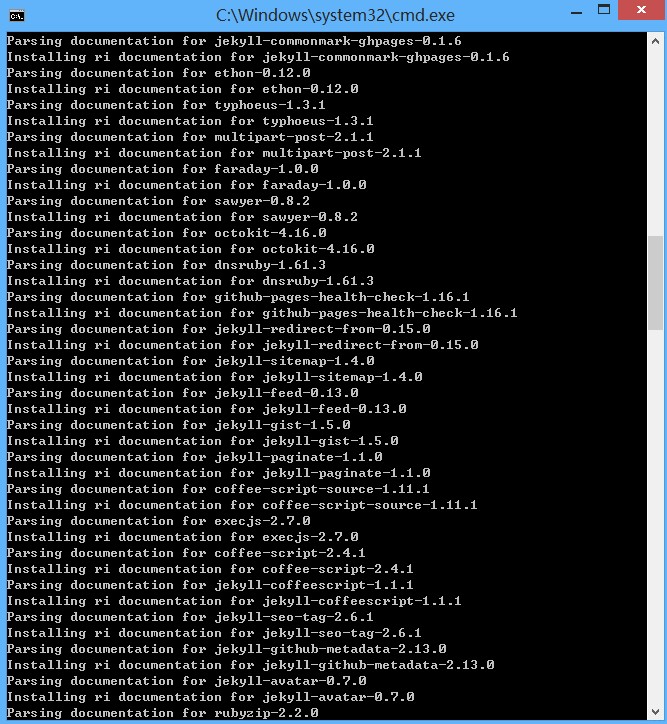 C:\Windows\system32\cmd.exe
Parsing documentation for jekyll-commonmark-ghpages-0.1.6
Installing ri documentation for jekyll-commonmark-ghpages-0.1.6
Parsing documentation for ethon-0.12.0
Installing ri documentation for ethon-0.12.0
Parsing documentation for typhoeus-1.3.1
Installing ri documentation for typhoeus-1.3.1
Parsing documentation for multipart-post-2.1.1
Installing ri documentation for multipart-post-2.1.1
Parsing documentation for faraday-1.0.0
Installing ri documentation for faraday-1.0.0
Parsing documentation for sawyer-0.8.2
Installing ri documentation for sawyer-0.8.2
Parsing documentation for octokit-4.16.0
Installing ri documentation for octokit-4.16.0
Parsing documentation for dnsruby-1.61.3
Installing ri documentation for dnsruby-1.61.3
Parsing documentation for github-pages-health-check-1.16.1
Installing ri documentation for github-pages-health-check-1.16.1
Parsing documentation for jekyll-redirect-from-0.15.0
Installing ri documentation for jekyll-redirect-from-0.15.0
Parsing documentation for jekyll-sitemap-1.4.0
Installing ri documentation for jekyll-sitemap-1.4.0
Parsing documentation for jekyll-feed-0.13.0
Installing ri documentation for jekyll-feed-0.13.0
Parsing documentation for jekyll-gist-1.5.0
Installing ri documentation for jekyll-gist-1.5.0
Parsing documentation for jekyll-paginate-1.1.0
Installing ri documentation for jekyll-paginate-1.1.0
Parsing documentation for coffee-script-source-1.11.1
Installing ri documentation for coffee-script-source-1.11.1
Parsing documentation for execjs-2.7.0
Installing ri documentation for execjs-2.7.0
Parsing documentation for coffee-script-2.4.1
Installing ri documentation for coffee-script-2.4.1
Parsing documentation for jekyll-coffeescript-1.1.1
Installing ri documentation for jekyll-coffeescript-1.1.1
Parsing documentation for jekyll-seo-tag-2.6.1
Installing ri documentation for jekyll-seo-tag-2.6.1
Parsing documentation for jekyll-github-metadata-2.13.0
Installing ri documentation for jekyll-github-metadata-2.13.0
Parsing documentation for jekyll-avatar-0.7.0
Installing ri documentation for jekyll-avatar-0.7.0
Parsing documentation for rubyzip-2.2.0